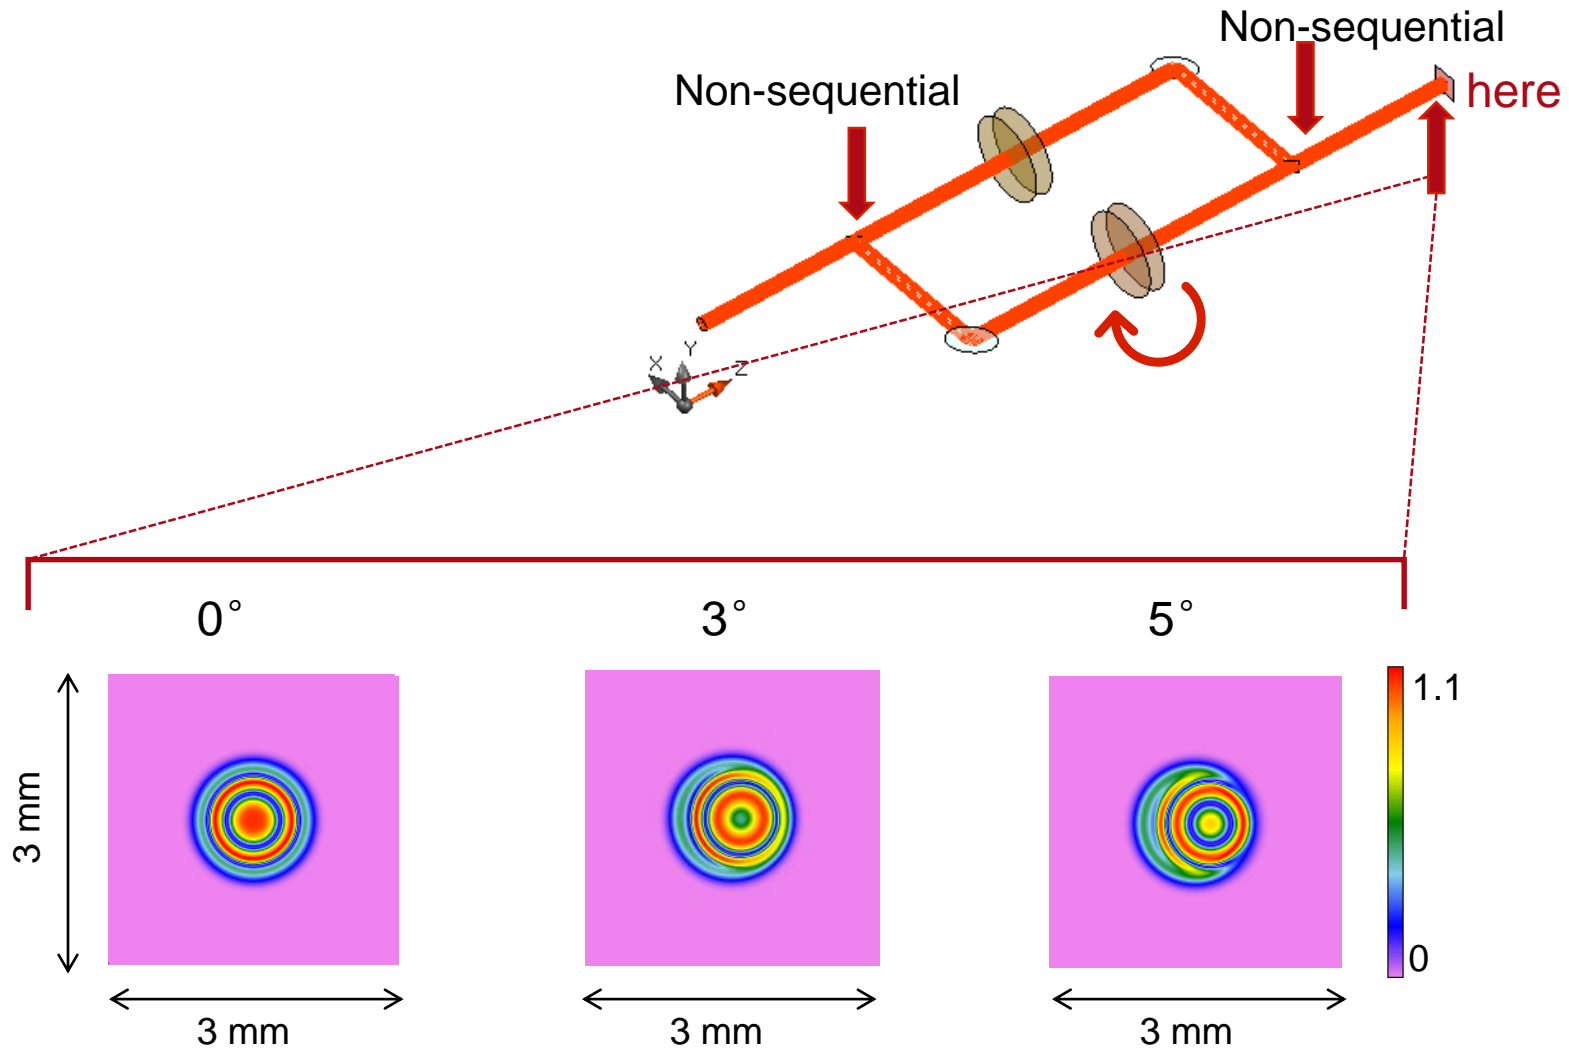 Non-sequential
Non-sequential
here
X
Y
Z
0°
3°
5°
1.1
0
3 mm
3 mm
3 mm
3 mm